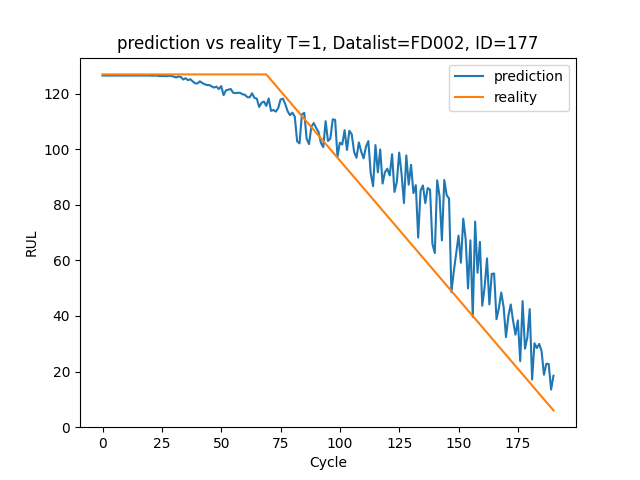 prediction vs reality T=1, Datalist=FD002, ID=177
prediction
reality
RUL
120
100
80
60
40
20
0
0 25 50 75 100 125 150 175
Cycle